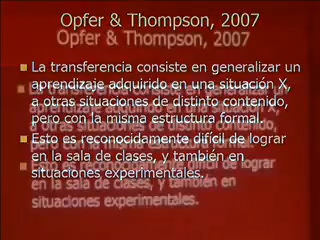 Opfer & Thompson, 2007
La transferencia consiste en generalizar un
aprendizaje adquirido en una situación X,
a otras situaciones de distinto contenido,
pero con la misma estructura formal.
Esto es reconocidamente difícil de lograr
en la sala de clases, y también en
situaciones experimentales.